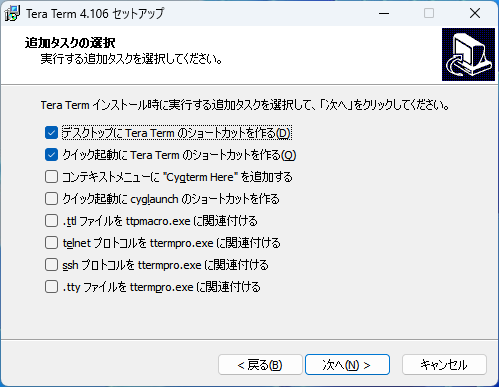 Tera Term 4.106 セットアップ
追加タスクの選択
実行する追加タスクを選択してください。
Tera Term インストール時に実行する追加タスクを選択して、「次へ」をクリックしてください。
デスクトップに Tera Term のショートカットを作る(D)
クイック起動に Tera Term のショートカットを作る(Q)
コンテキストメニューに "Cygterm Here" を追加する
クイック起動に cyglaunch のショートカットを作る
.ttl ファイルを ttpmacro.exe に関連付ける
telnet プロトコルを ttermpro.exe に関連付ける
ssh プロトコルを ttermpro.exe に関連付ける
.tty ファイルを ttermpro.exe に関連付ける
< 戻る(B)
次へ(N) >
キャンセル